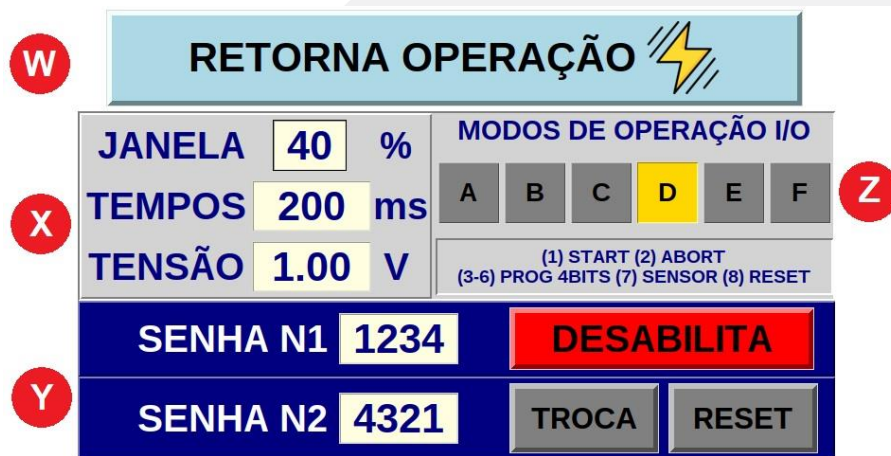 W
RETORNA OPERAÇÃO
X
JANELA 40 %
TEMPOS 200 ms
TENSÃO 1.00 V
MODOS DE OPERAÇÃO I/O
A B C D E F
Z
(1) START (2) ABORT
(3-6) PROG 4BITS (7) SENSOR (8) RESET
Y
SENHA N1 1234 DESABILITA
SENHA N2 4321 TROCA RESET